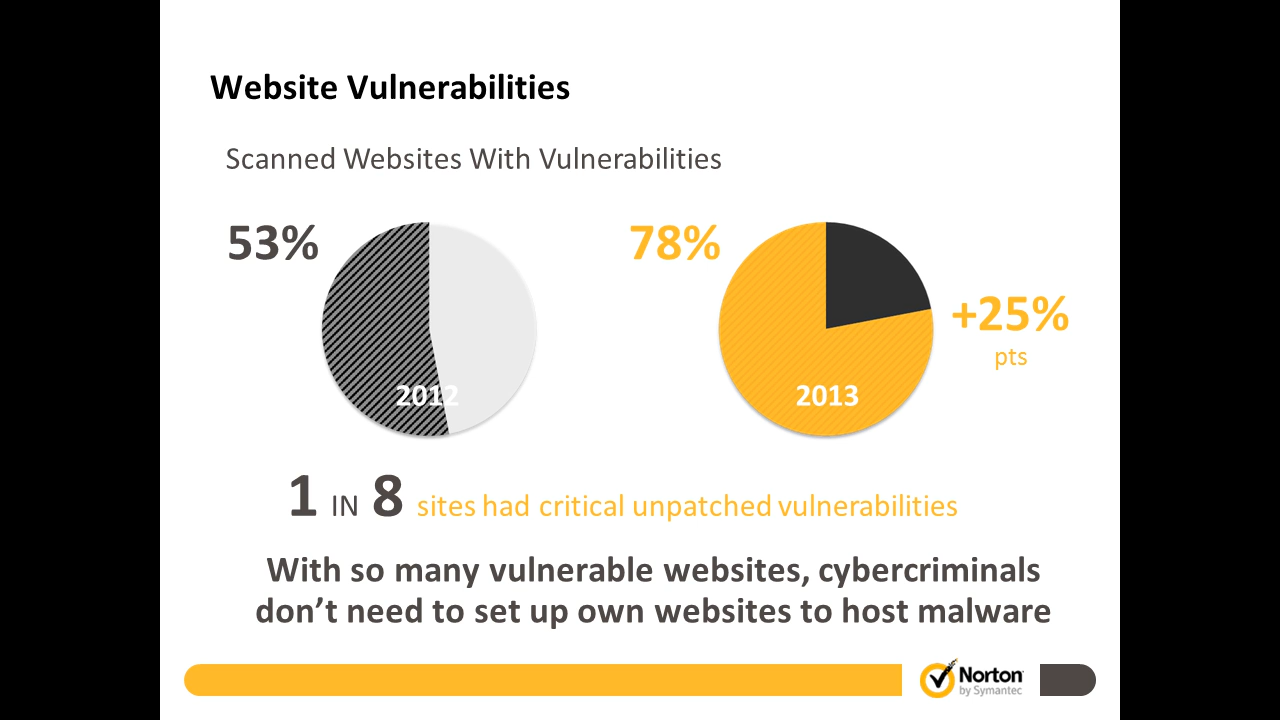 Website Vulnerabilities
Scanned Websites With Vulnerabilities
53%
2012
78%
2013
+25%
pts
1 IN 8 sites had critical unpatched vulnerabilities
With so many vulnerable websites, cybercriminals
don’t need to set up own websites to host malware
Norton
by Symantec